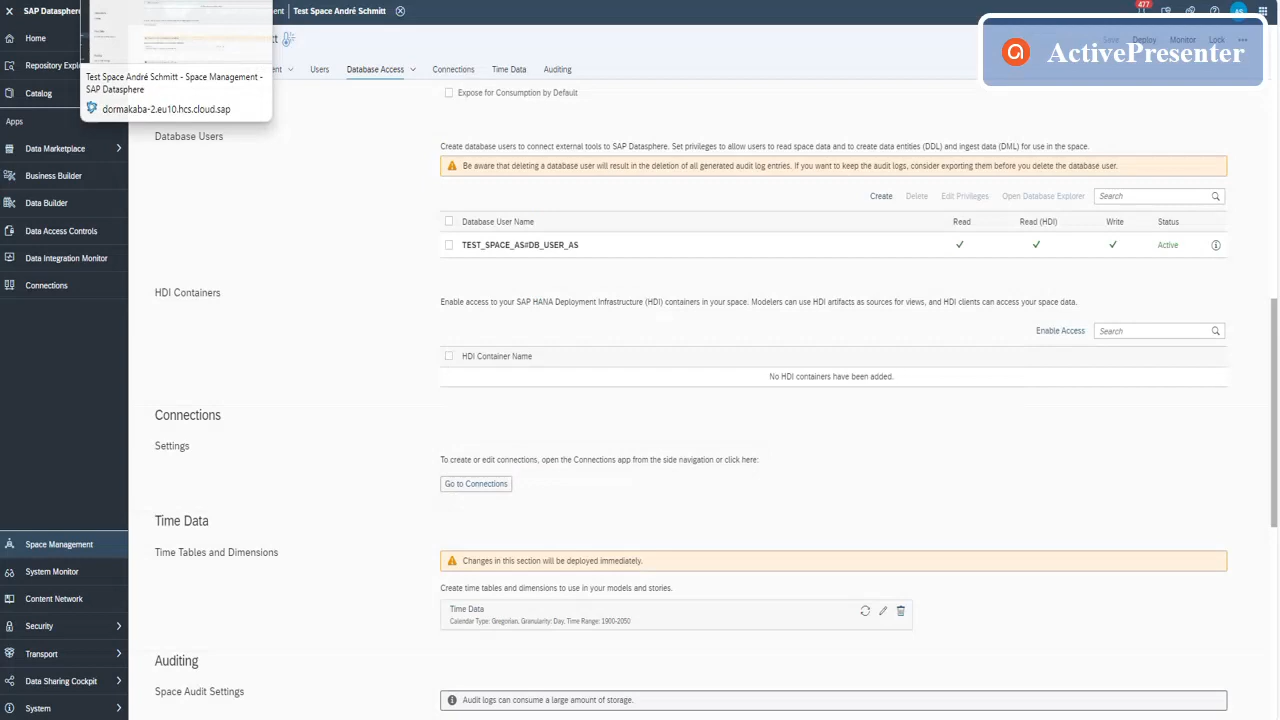 SAP Datasphere
Test Space André Schmitt
477
AS
Home
Save
Deploy
Monitor
Lock
ActivePresenter
Repository Explorer
Users
Database Access
Connections
Time Data
Auditing
Test Space André Schmitt - Space Management -
SAP Datasphere
dormakaba-2.eu10.hcs.cloud.sap
Catalog
Expose for Consumption by Default
Apps
Database Users
Data Marketplace
Business Builder
Data Builder
Data Access Controls
Data Integration Monitor
Connections
Create database users to connect external tools to SAP Datasphere. Set privileges to allow users to read space data and to create data entities (DDL) and ingest data (DML) for use in the space.
Be aware that deleting a database user will result in the deletion of all generated audit log entries. If you want to keep the audit logs, consider exporting them before you delete the database user.
Create
Delete
Edit Privileges
Open Database Explorer
Search
Database User Name
Read
Read (HDI)
Write
Status
TEST_SPACE_AS#DB_USER_AS
Active
HDI Containers
Enable access to your SAP HANA Deployment Infrastructure (HDI) containers in your space. Modelers can use HDI artifacts as sources for views, and HDI clients can access your space data.
Enable Access
Search
HDI Container Name
No HDI containers have been added.
Connections
Settings
To create or edit connections, open the Connections app from the side navigation or click here:
Go to Connections
Time Data
Time Tables and Dimensions
Changes in this section will be deployed immediately.
Create time tables and dimensions to use in your models and stories.
Time Data
Calendar Type: Gregorian, Granularity: Day, Time Range: 1900-2050
Space Management
System Monitor
Content Network
Security
Transport
Data Sharing Cockpit
System
Auditing
Space Audit Settings
Audit logs can consume a large amount of storage.